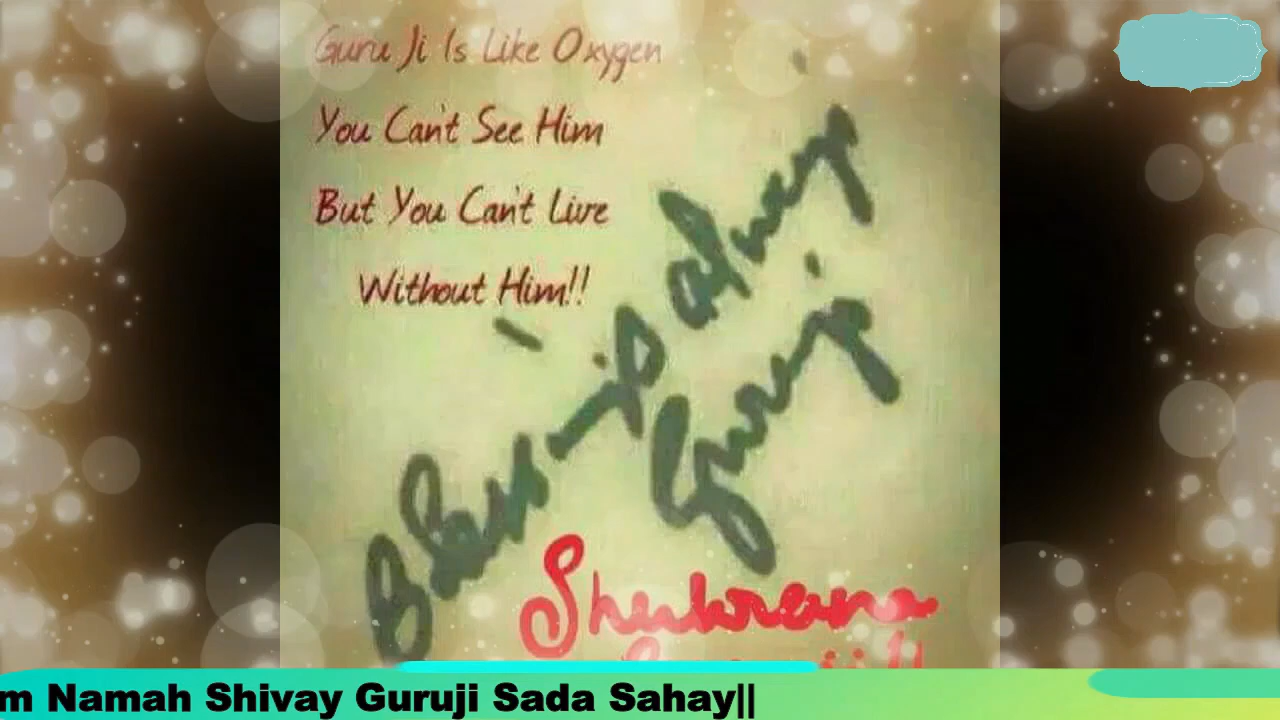 Guru Ji Is Like Oxygen
You Can't See Him
But You Can't Live
Without Him!!
Blessings always
Guruji
Shukrana
m Namah Shivay Guruji Sada Sahay||